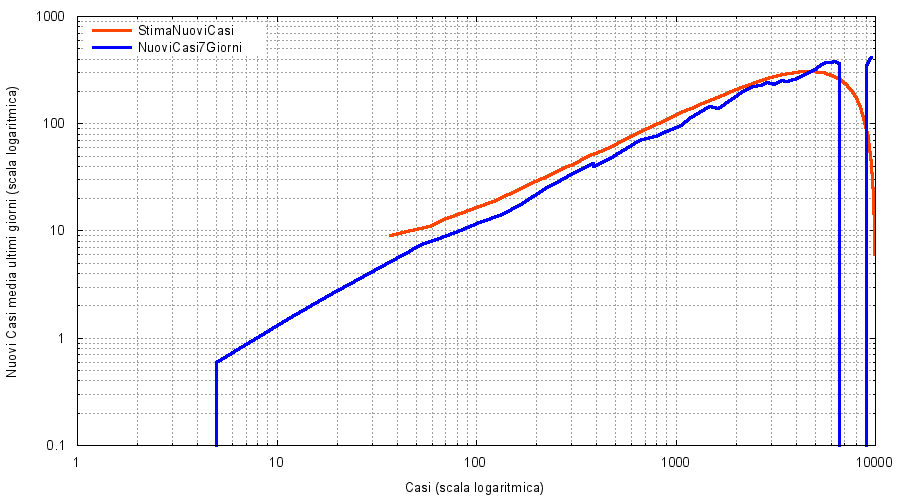 1000
StimaNuoviCasi
NuoviCasi7Giorni
100
10
1
0.1
Nuovi Casi media ultimi giorni (scala logaritmica)
1 10 100 1000 10000
Casi (scala logaritmica)